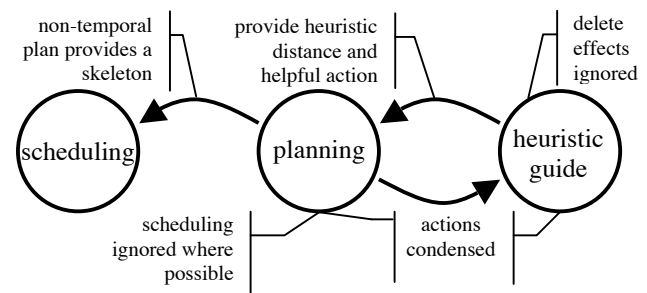 non-temporal
plan provides a
skeleton
provide heuristic
distance and
helpful action
delete
effects
ignored
scheduling
planning
heuristic
guide
scheduling
ignored where
possible
actions
condensed